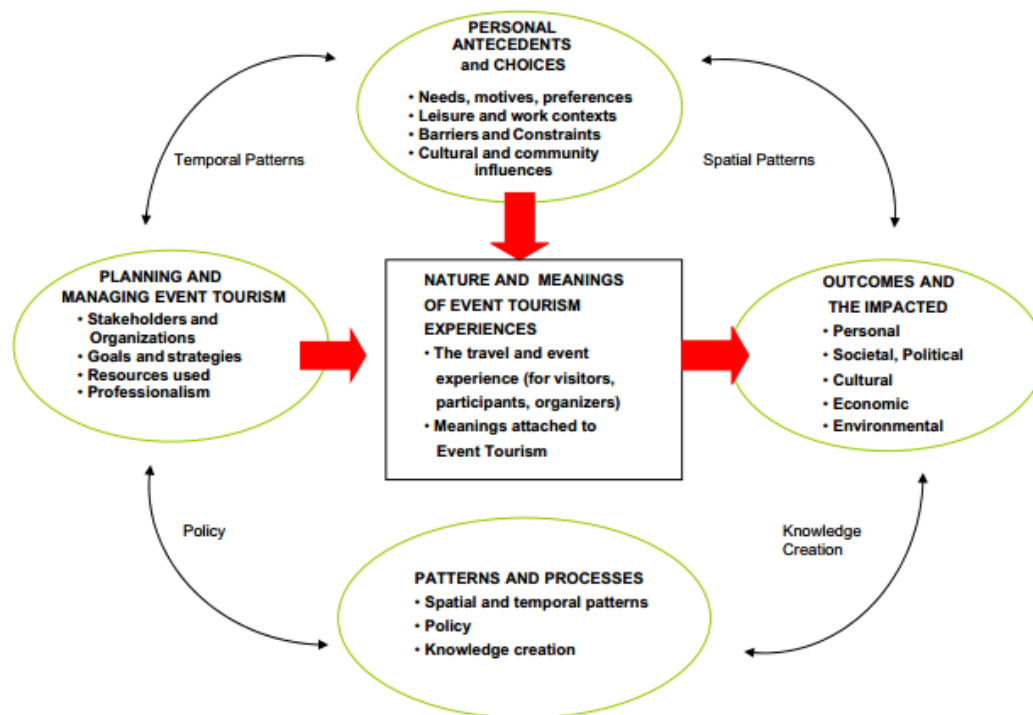 PERSONAL
ANTECEDENTS
and CHOICES
• Needs, motives, preferences
• Leisure and work contexts
• Barriers and Constraints
• Cultural and community
influences
Temporal Patterns
Spatial Patterns
PLANNING AND
MANAGING EVENT TOURISM
• Stakeholders and
Organizations
• Goals and strategies
• Resources used
• Professionalism
NATURE AND MEANINGS
OF EVENT TOURISM
EXPERIENCES
• The travel and event
experience (for visitors,
participants, organizers)
• Meanings attached to
Event Tourism
OUTCOMES AND
THE IMPACTED
• Personal
• Societal, Political
• Cultural
• Economic
• Environmental
Policy
Knowledge
Creation
PATTERNS AND PROCESSES
• Spatial and temporal patterns
• Policy
• Knowledge creation